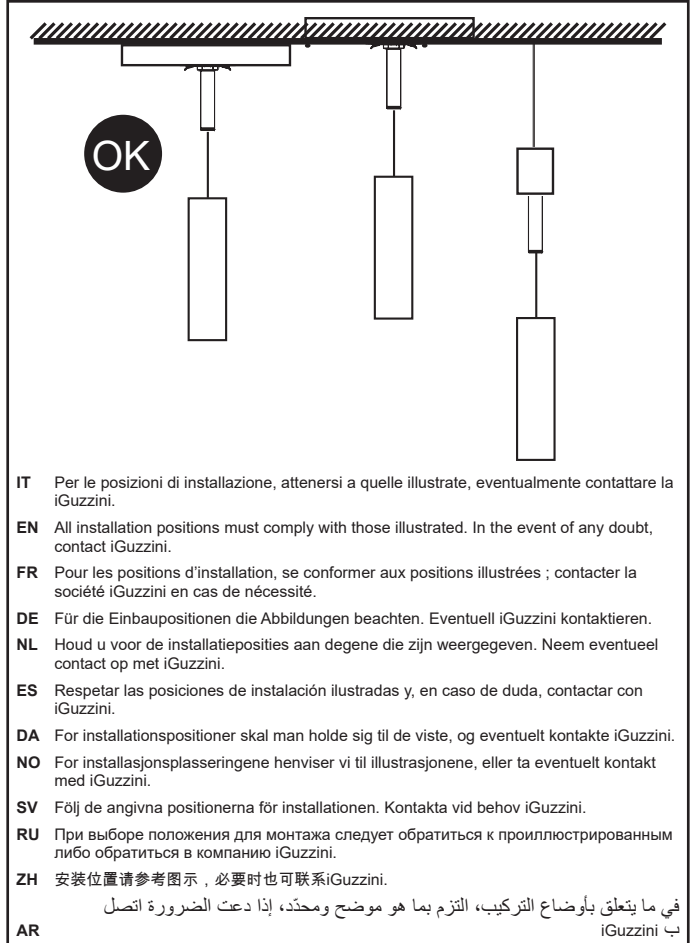 OK
IT Per le posizioni di installazione, attenersi a quelle illustrate, eventualmente contattare la
iGuzzini.
EN All installation positions must comply with those illustrated. In the event of any doubt,
contact iGuzzini.
FR Pour les positions d’installation, se conformer aux positions illustrées ; contacter la
société iGuzzini en cas de nécessité.
DE Für die Einbaupositionen die Abbildungen beachten. Eventuell iGuzzini kontaktieren.
NL Houd u voor de installatieposities aan degene die zijn weergegeven. Neem eventueel
contact op met iGuzzini.
ES Respetar las posiciones de instalación ilustradas y, en caso de duda, contactar con
iGuzzini.
DA For installationspositioner skal man holde sig til de viste, og eventuelt kontakte iGuzzini.
NO For installasjonsplasseringene henviser vi til illustrasjonene, eller ta eventuelt kontakt
med iGuzzini.
SV Följ de angivna positionerna för installationen. Kontakta vid behov iGuzzini.
RU При выборе положения для монтажа следует обратиться к проиллюстрированным
либо обратиться в компанию iGuzzini.
ZH 安装位置请参考图示，必要时也可联系iGuzzini.
في ما يتعلق بأوضاع التركيب، التزم بما هو موضح ومحدّد، إذا دعت الضرورة اتصل
AR ب iGuzzini